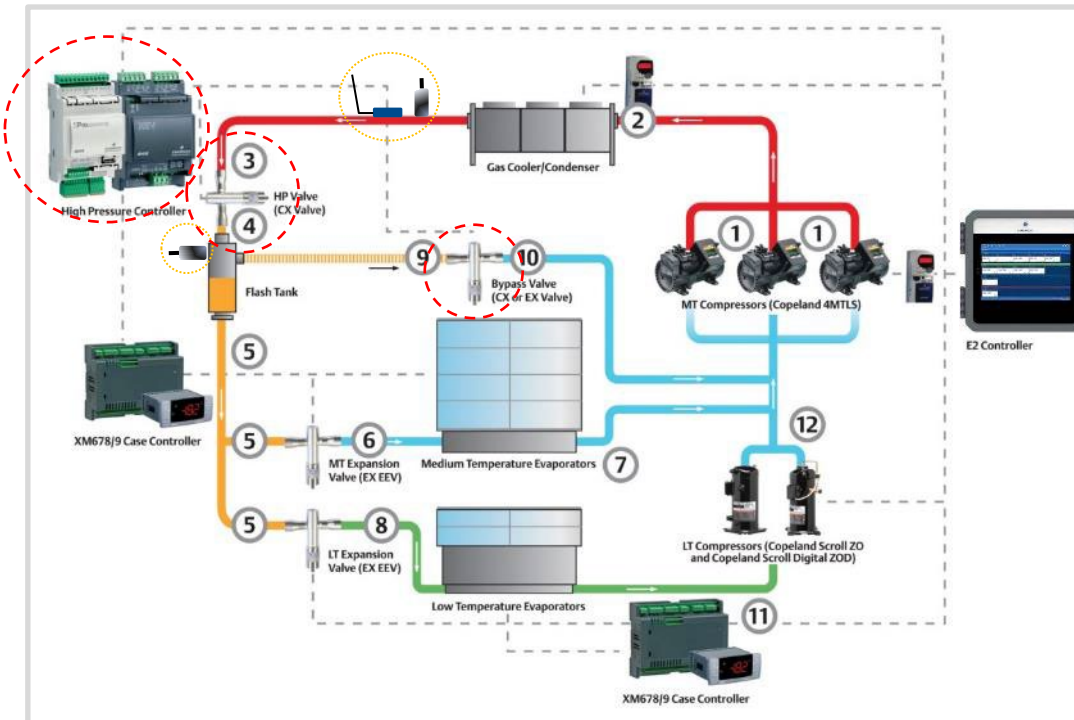 2
Gas Cooler/Condenser
3
HP Valve
(CX Valve)
High Pressure Controller
4
1
1
9
10
Flash Tank
Bypass Valve
(CX or EX Valve)
MT Compressors (Copeland 4MTLS)
E2 Controller
5
XM678/9 Case Controller
5
6
12
MT Expansion
Valve (EX EEV)
Medium Temperature Evaporators
7
5
8
LT Expansion
Valve (EX EEV)
LT Compressors (Copeland Scroll ZO
and Copeland Scroll Digital ZOD)
Low Temperature Evaporators
11
XM678/9 Case Controller